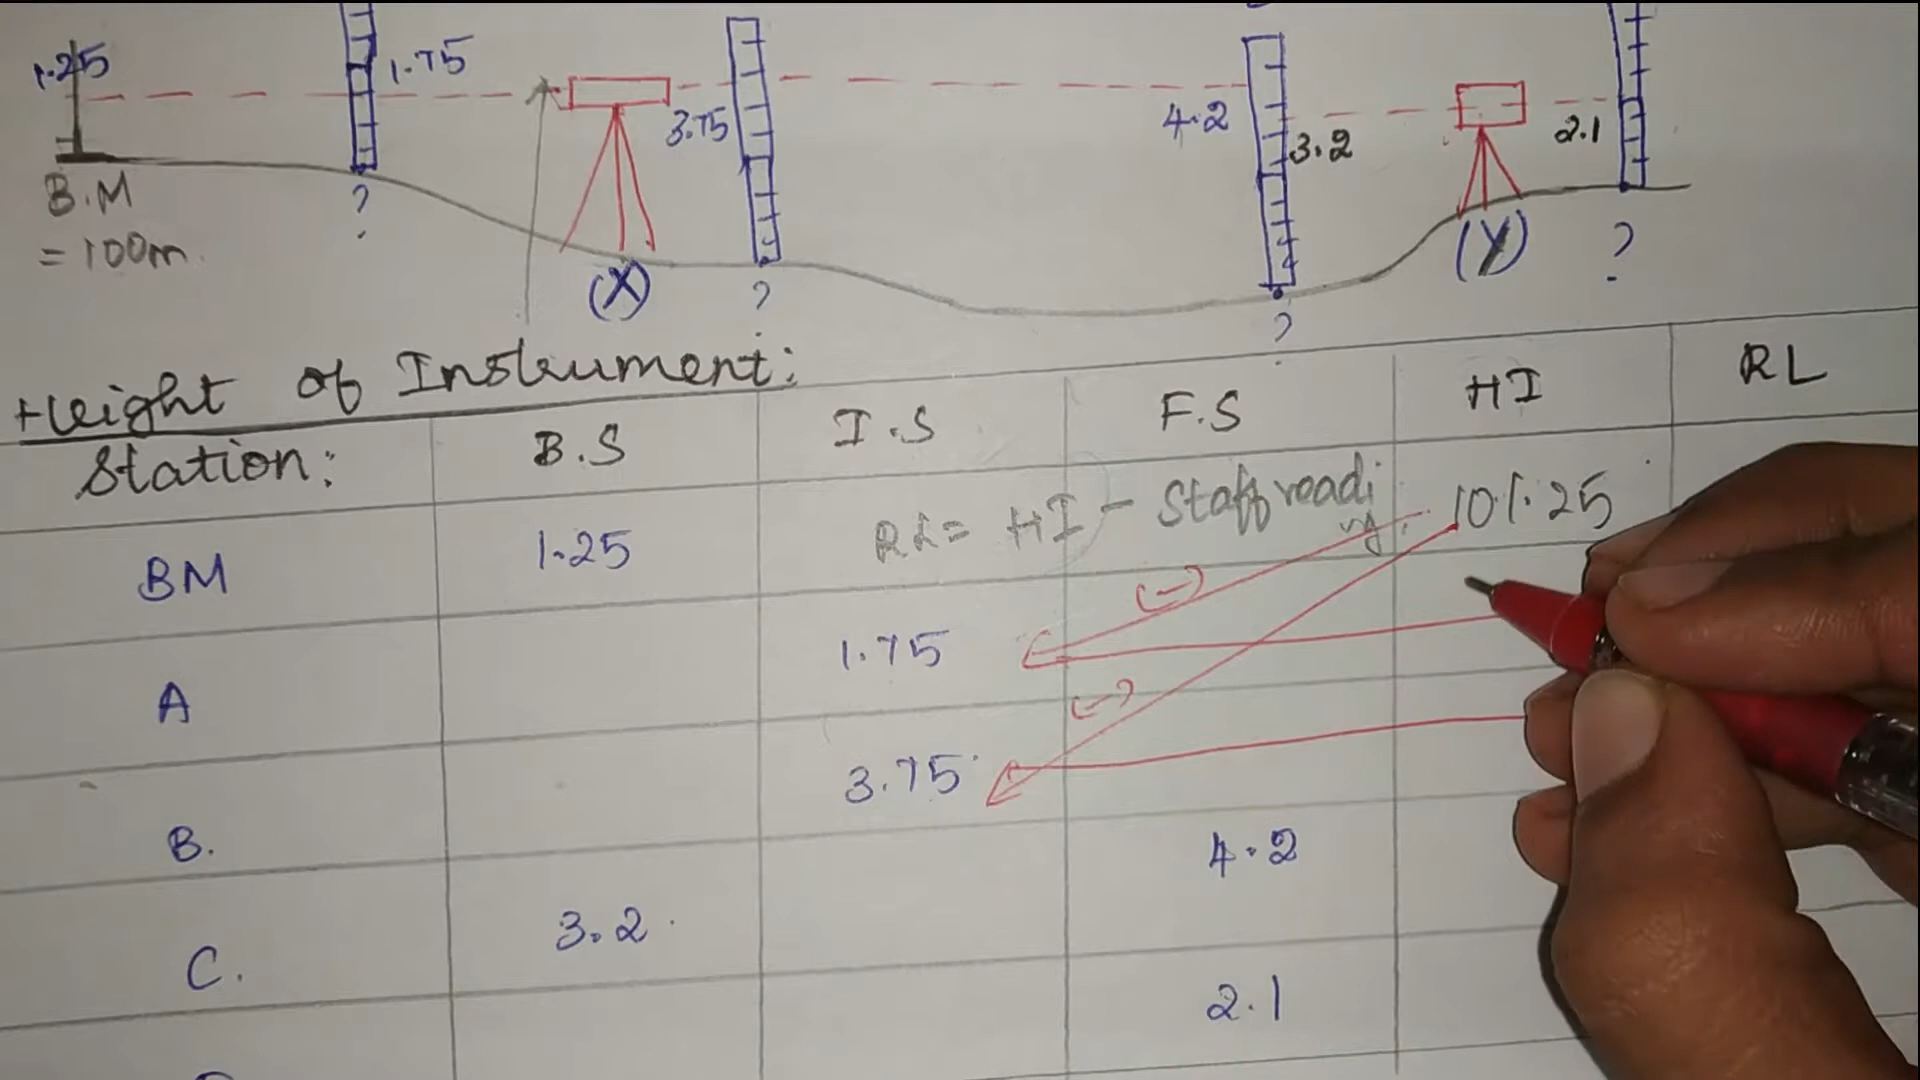 1.25 1.75 3.75 4.2 3.2 2.1
B.M
= 100m.
? (X) ? ? (Y) ?
Height of Instrument:
Station: B.S I.S F.S HI RL
BM 1.25 RL = HI - Staff reading. 101.25
(-)
A 1.75
(-)
B. 3.75
C. 3.2 4.2
2.1